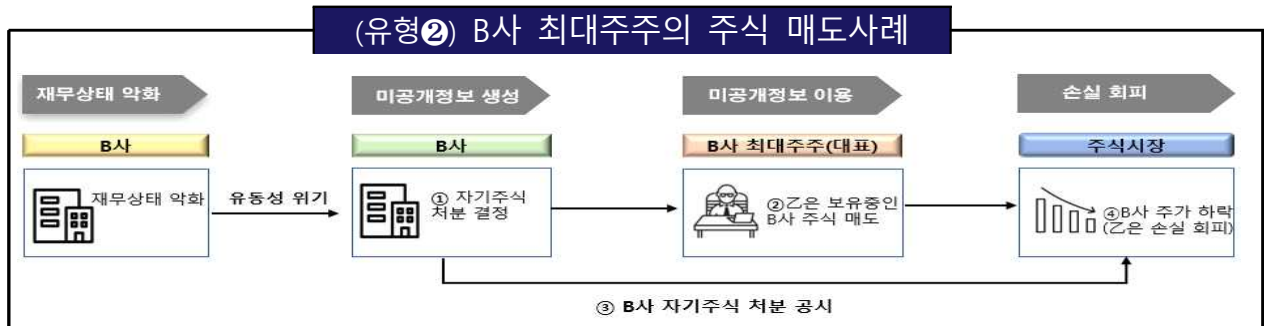 (유형❷) B사 최대주주의 주식 매도사례
재무상태 악화
미공개정보 생성
미공개정보 이용
손실 회피
B사
B사
B사 최대주주(대표)
주식시장
재무상태 악화
유동성 위기
① 자기주식
처분 결정
②乙은 보유중인
B사 주식 매도
④B사 주가 하락
(乙은 손실 회피)
③ B사 자기주식 처분 공시